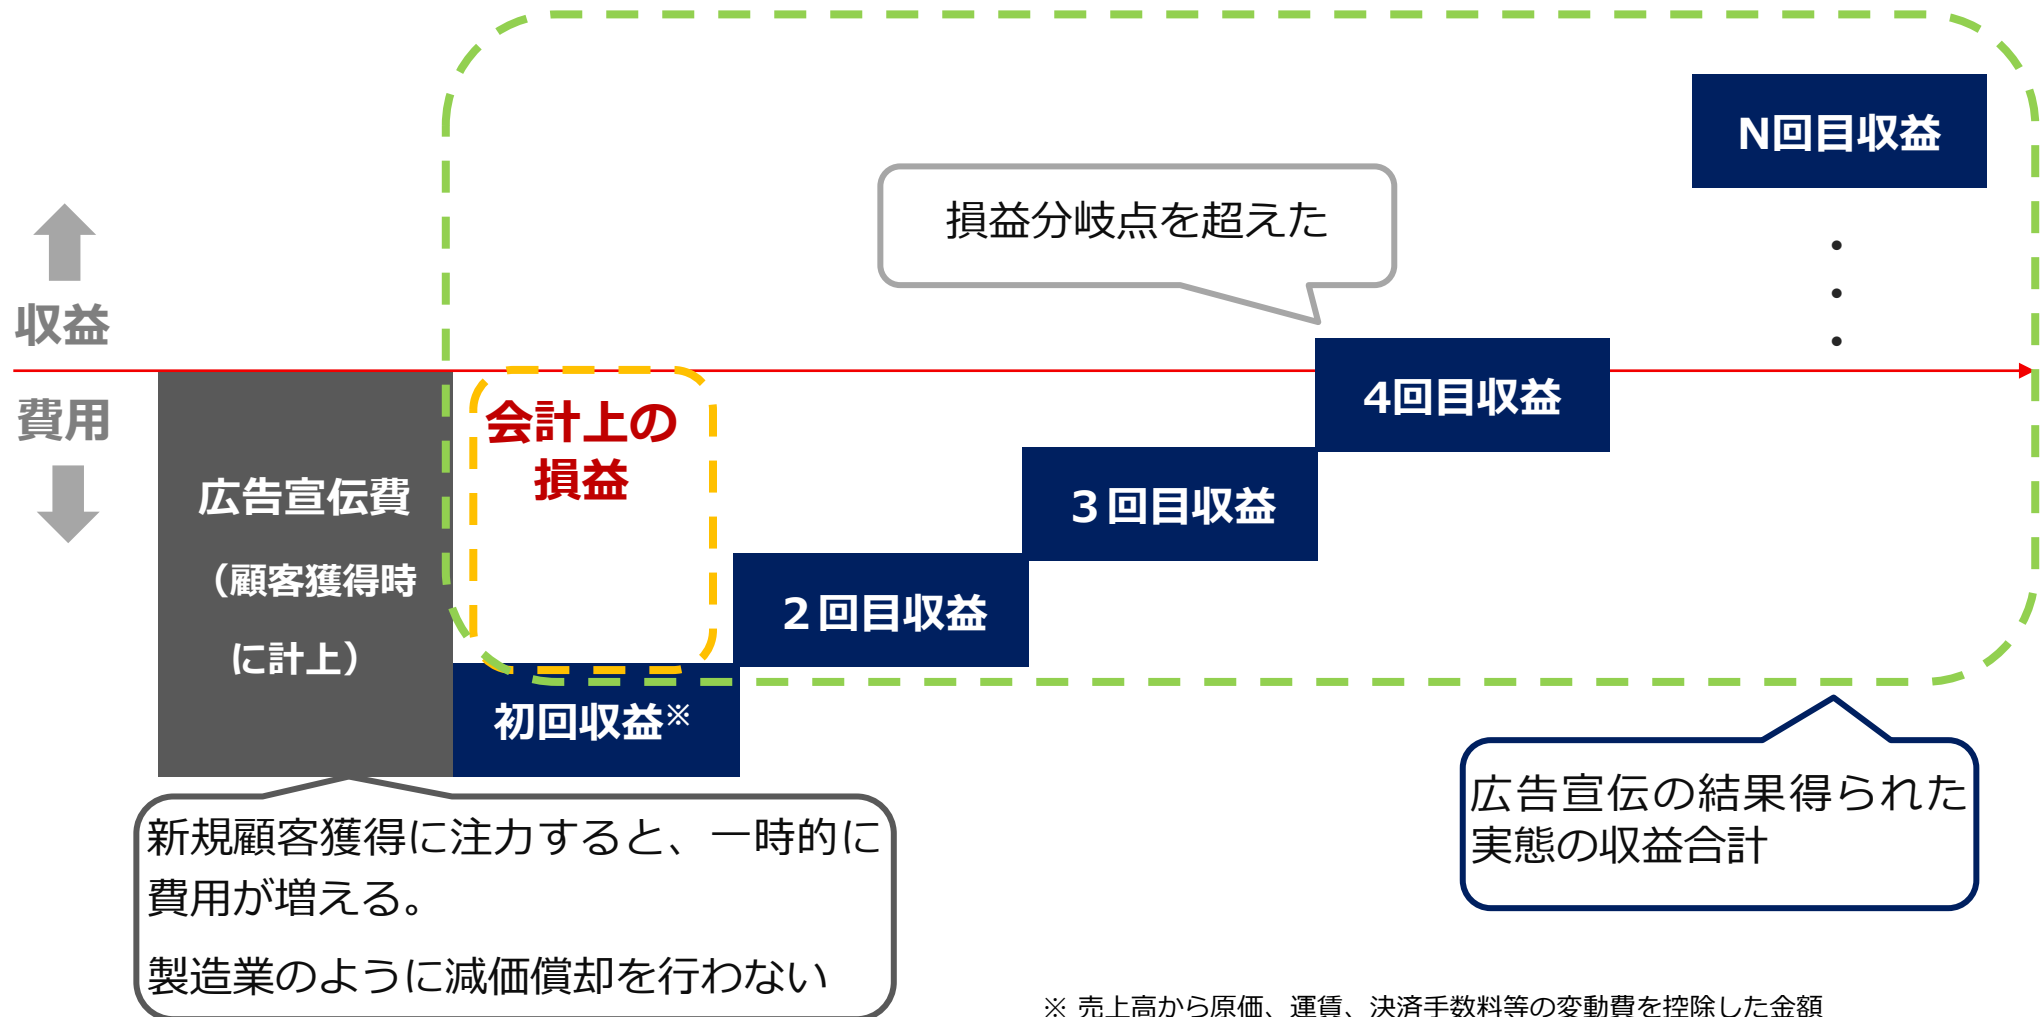 N回目収益
損益分岐点を超えた
・
・
・
収益
費用
4回目収益
会計上の
損益
３回目収益
広告宣伝費
（顧客獲得時
に計上）
２回目収益
初回収益※
新規顧客獲得に注力すると、一時的に
費用が増える。
製造業のように減価償却を行わない
広告宣伝の結果得られた
実態の収益合計
※ 売上高から原価、運賃、決済手数料等の変動費を控除した金額